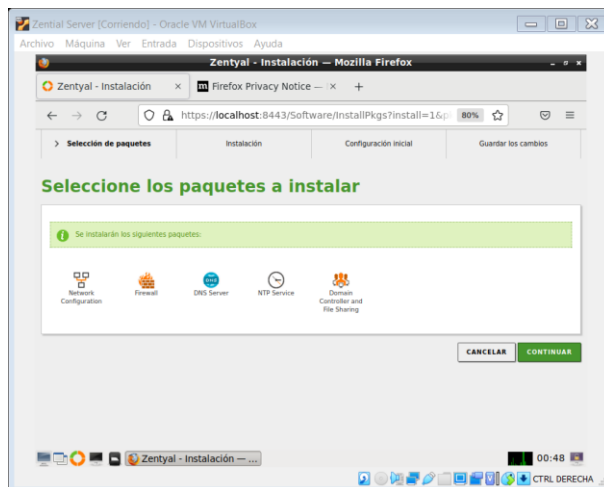 Zential Server [Corriendo] - Oracle VM VirtualBox
Archivo Máquina Ver Entrada Dispositivos Ayuda
Zentyal - Instalación — Mozilla Firefox
Zentyal - Instalación
Firefox Privacy Notice —
https://localhost:8443/Software/InstallPkgs?install=1&p
80%
Selección de paquetes
Instalación
Configuración inicial
Guardar los cambios
Seleccione los paquetes a instalar
Se instalarán los siguientes paquetes:
Network
Configuration
Firewall
DNS Server
NTP Service
Domain
Controller and
File Sharing
CANCELAR
CONTINUAR
Zentyal - Instalación — ...
00:48
CTRL DERECHA